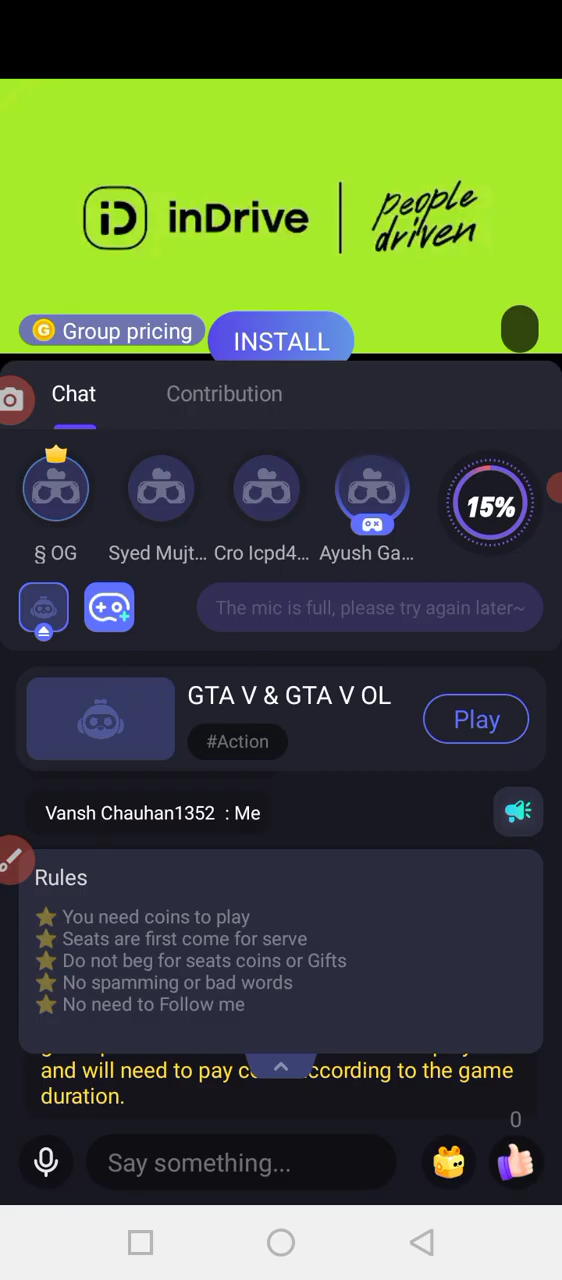 iD inDrive | people
driven
G Group pricing
INSTALL
Chat Contribution
15%
§ OG Syed Mujt... Cro Icpd4... Ayush Ga...
The mic is full, please try again later~
GTA V & GTA V OL
Play
#Action
Vansh Chauhan1352 : Me
Rules
You need coins to play
Seats are first come for serve
Do not beg for seats coins or Gifts
No spamming or bad words
No need to Follow me
and will need to pay according to the game
duration.
0
Say something...